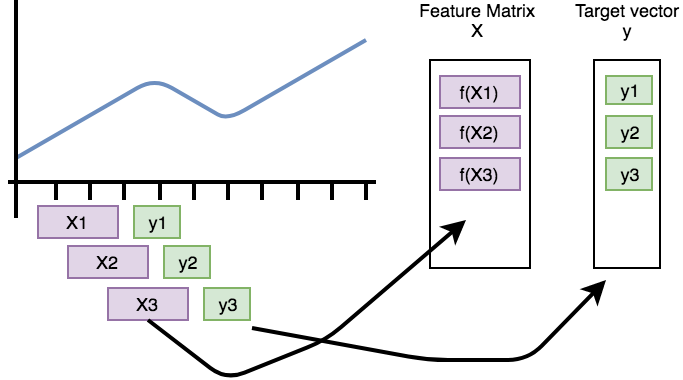 Feature Matrix
X
Target vector
y
f(X1)
y1
f(X2)
y2
f(X3)
y3
X1
y1
X2
y2
X3
y3